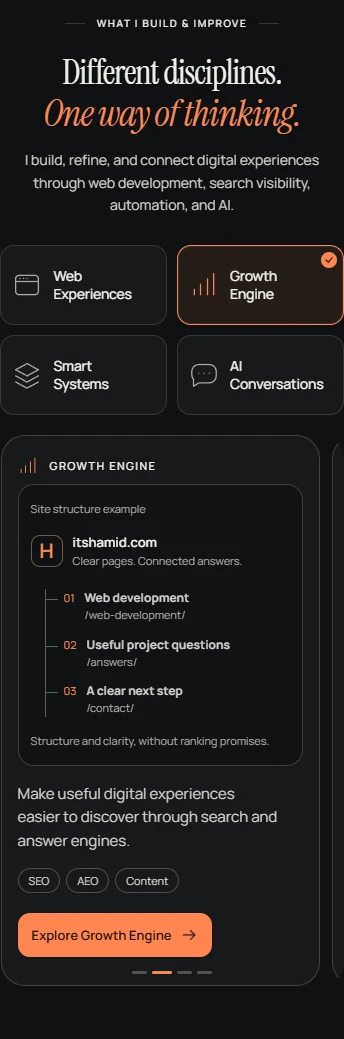 WHAT I BUILD & IMPROVE
Different disciplines.
One way of thinking.
I build, refine, and connect digital experiences
through web development, search visibility,
automation, and AI.
Web
Experiences
Growth
Engine
Smart
Systems
AI
Conversations
GROWTH ENGINE
Site structure example
H
itshamid.com
Clear pages. Connected answers.
01 Web development
/web-development/
02 Useful project questions
/answers/
03 A clear next step
/contact/
Structure and clarity, without ranking promises.
Make useful digital experiences
easier to discover through search and
answer engines.
SEO AEO Content
Explore Growth Engine →